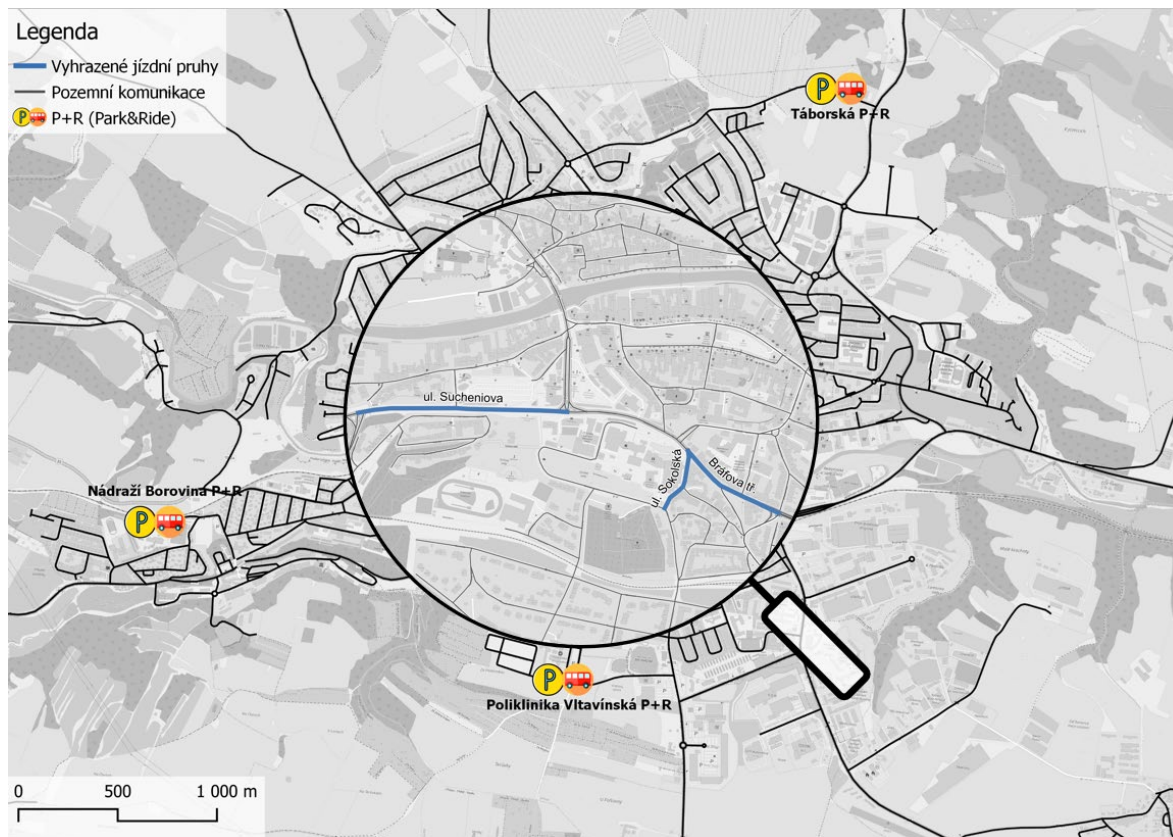 Legenda
Vyhrazené jízdní pruhy
Pozemní komunikace
P P+R (Park&Ride)
P
Táborská P+R
ul. Sucheniova
ul. Sokolská
Bráfova tř.
Nádraží Borovina P+R
P
P
Poliklinika Vltavínská P+R
0 500 1 000 m